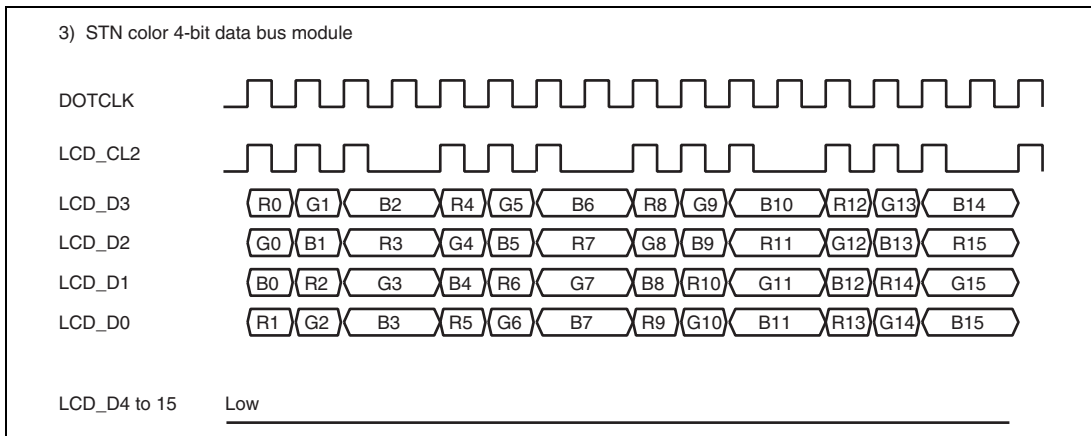 3) STN color 4-bit data bus module
DOTCLK
LCD_CL2
LCD_D3 R0 G1 B2 R4 G5 B6 R8 G9 B10 R12 G13 B14
LCD_D2 G0 B1 R3 G4 B5 R7 G8 B9 R11 G12 B13 R15
LCD_D1 B0 R2 G3 B4 R6 G7 B8 R10 G11 B12 R14 G15
LCD_D0 R1 G2 B3 R5 G6 B7 R9 G10 B11 R13 G14 B15
LCD_D4 to 15 Low